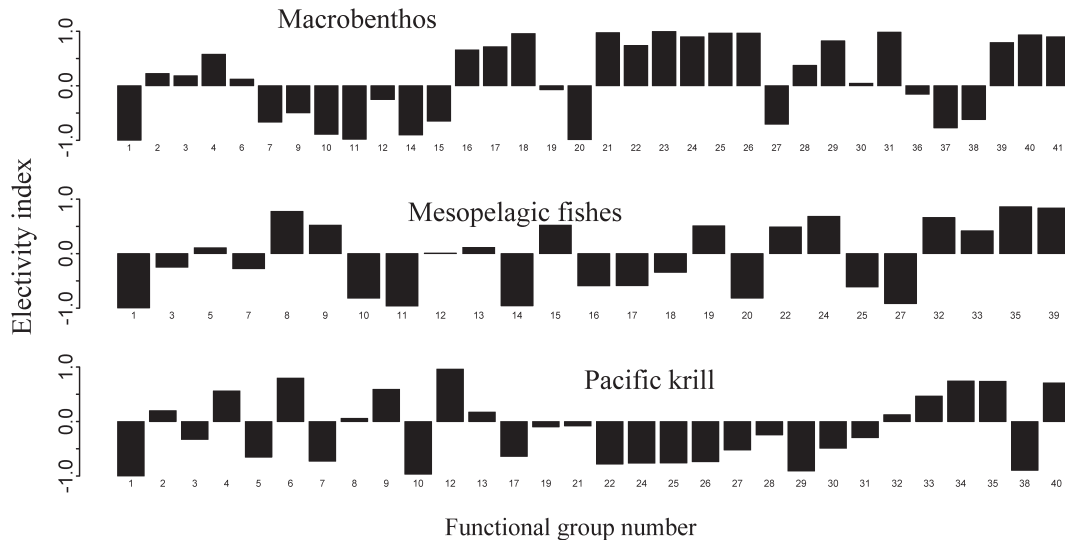 Macrobenthos
1.0
0.0
-1.0
1 2 3 4 6 7 9 10 11 12 14 15 16 17 18 19 20 21 22 23 24 25 26 27 28 29 30 31 36 37 38 39 40 41
Electivity index
Mesopelagic fishes
1.0
0.0
-1.0
1 3 5 7 8 9 10 11 12 13 14 15 16 17 18 19 20 22 24 25 27 32 33 35 39
Pacific krill
1.0
0.0
-1.0
1 2 3 4 5 6 7 8 9 10 12 13 17 19 21 22 24 25 26 27 28 29 30 31 32 33 34 35 38 40
Functional group number